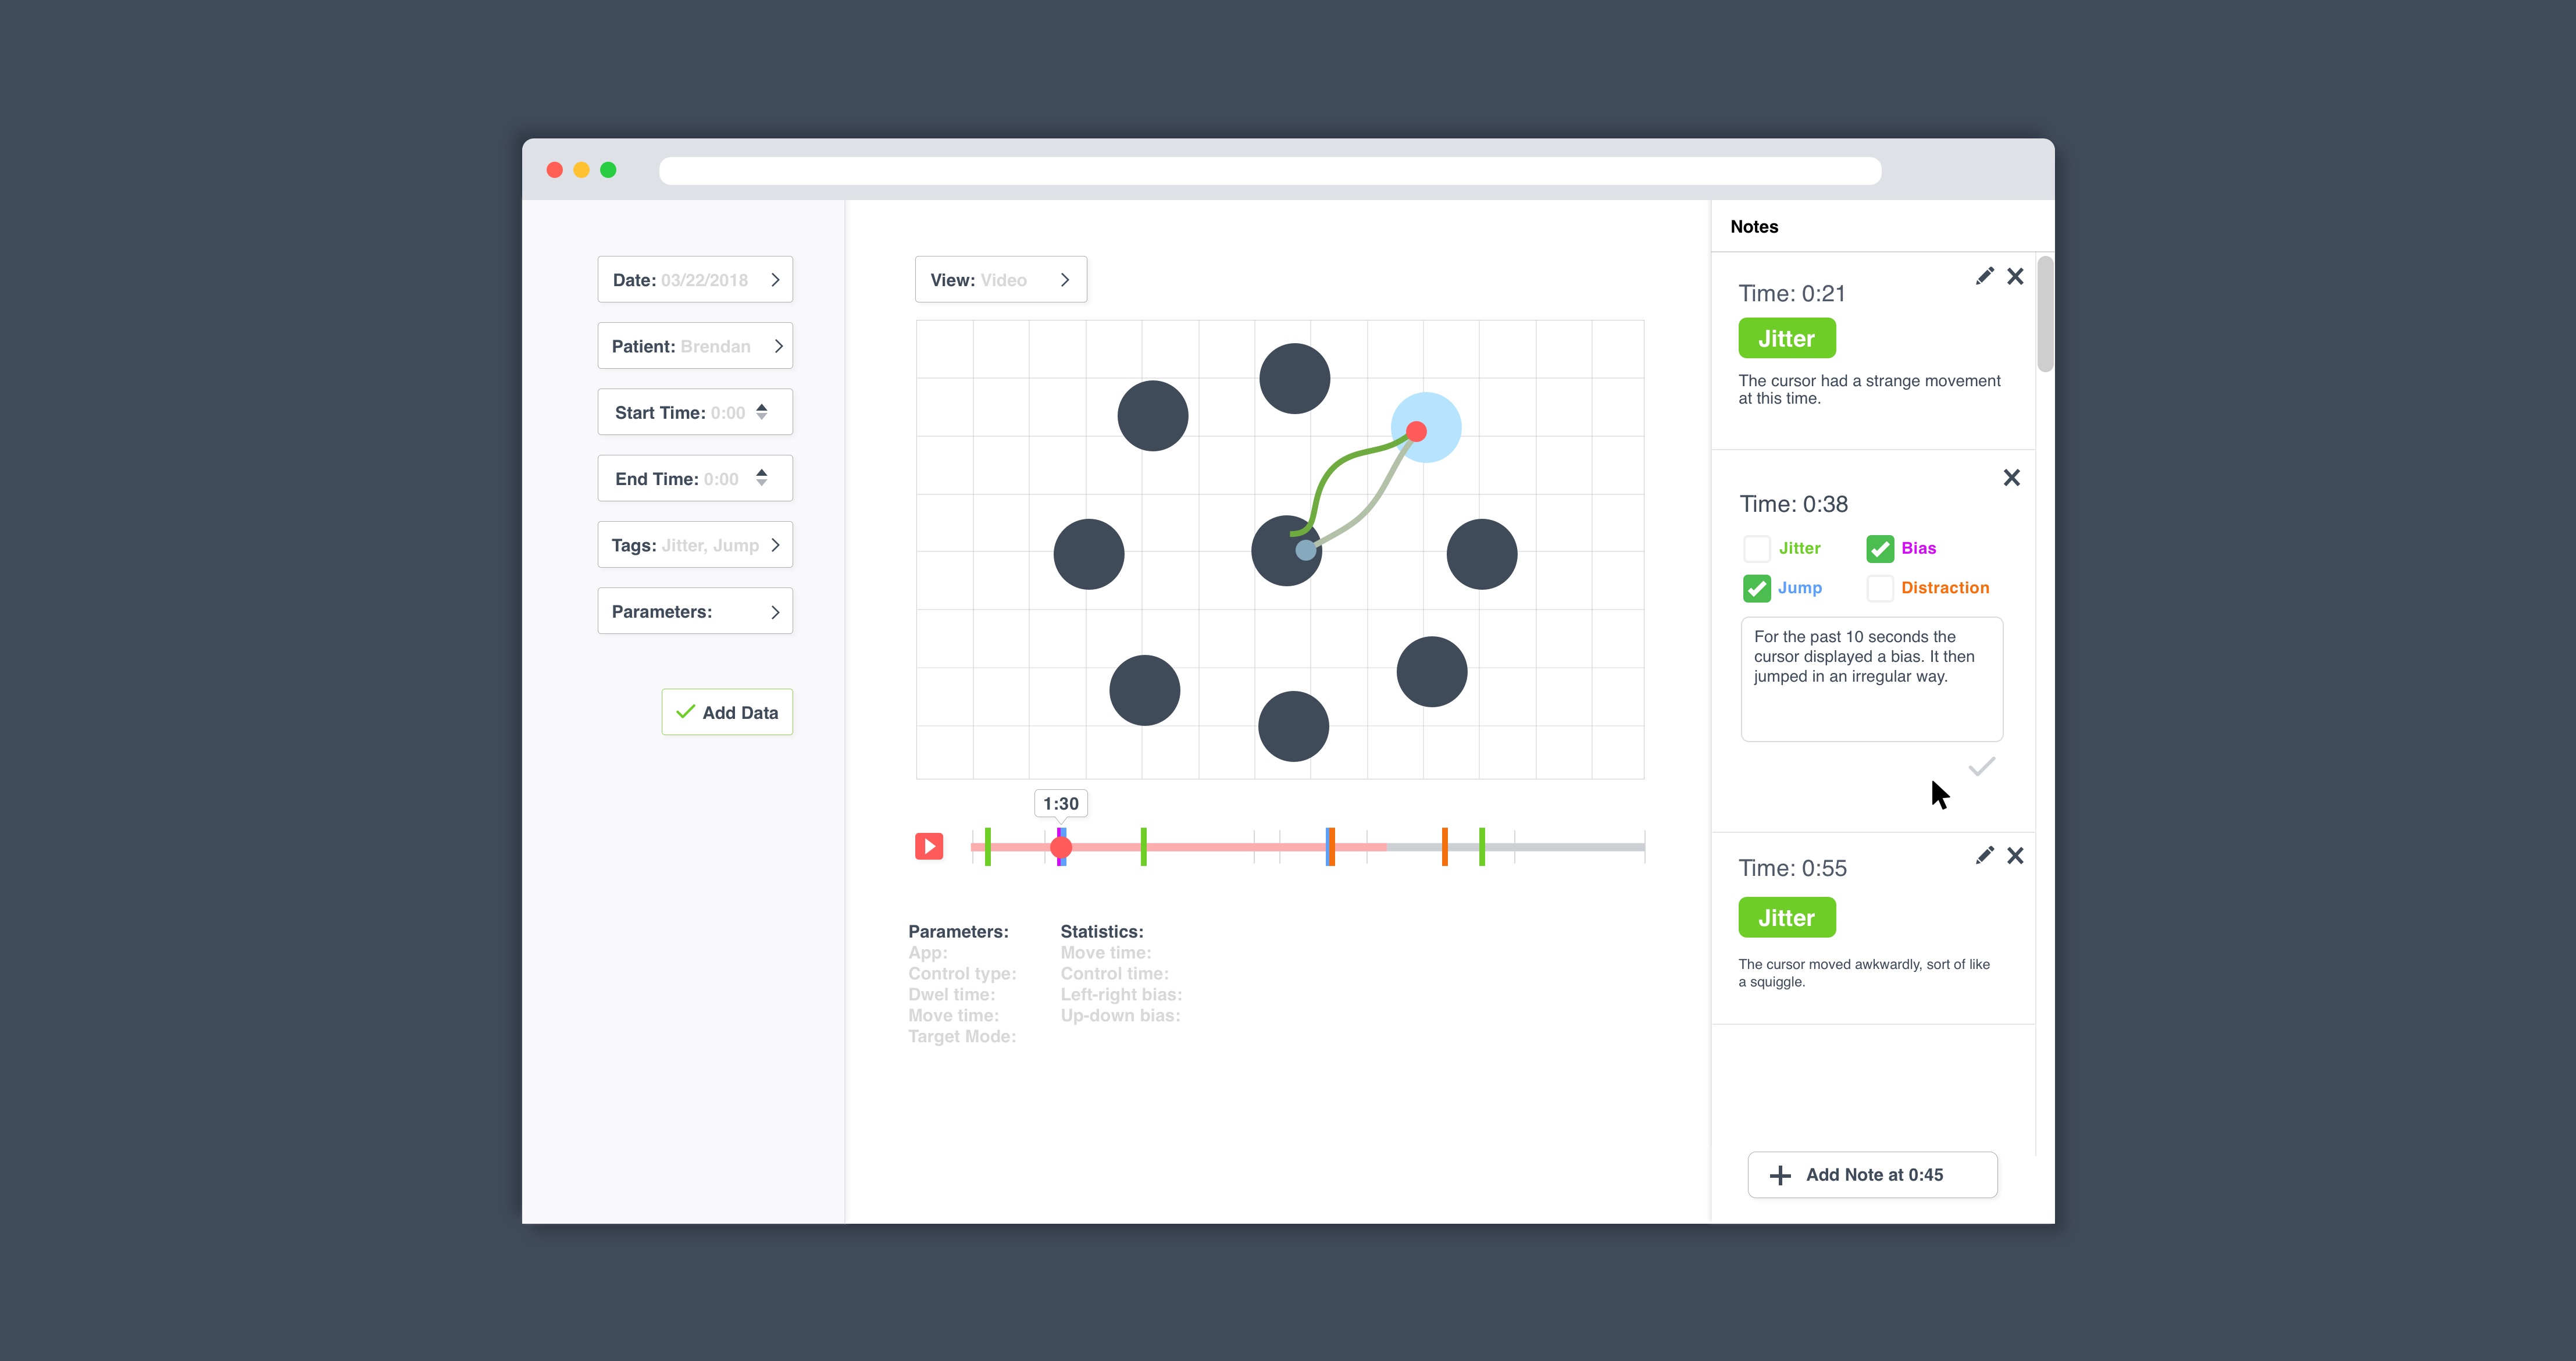 Notes
Date: 03/22/2018
Patient: Brendan
Start Time: 0:00
End Time: 0:00
Tags: Jitter, Jump
Parameters:
Add Data
View: Video
1:30
Parameters:
App:
Control type:
Dwel time:
Move time:
Target Mode:
Statistics:
Move time:
Control time:
Left-right bias:
Up-down bias:
Time: 0:21
Jitter
The cursor had a strange movement
at this time.
Time: 0:38
Jitter
Bias
Jump
Distraction
For the past 10 seconds the
cursor displayed a bias. It then
jumped in an irregular way.
Time: 0:55
Jitter
The cursor moved awkwardly, sort of like
a squiggle.
Add Note at 0:45